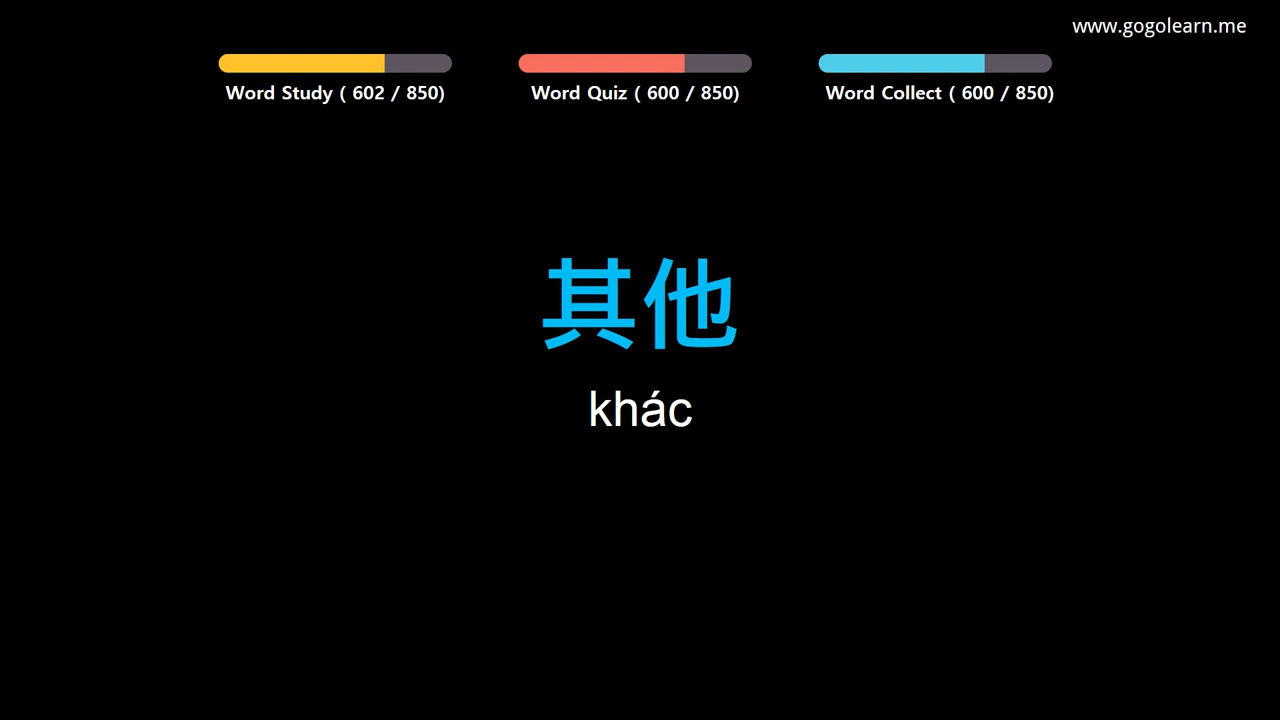 www.gogolearn.me
Word Study ( 602 / 850)
Word Quiz ( 600 / 850)
Word Collect ( 600 / 850)
其他
khác